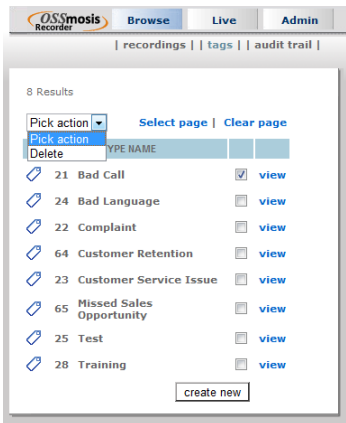 OSSmosis
Recorder
Browse Live Admin
| recordings | | tags | | audit trail |
8 Results
Pick action Select page | Clear page
Pick action
Delete
YPE NAME
21 Bad Call view
24 Bad Language view
22 Complaint view
64 Customer Retention view
23 Customer Service Issue view
65 Missed Sales
Opportunity view
25 Test view
28 Training view
create new